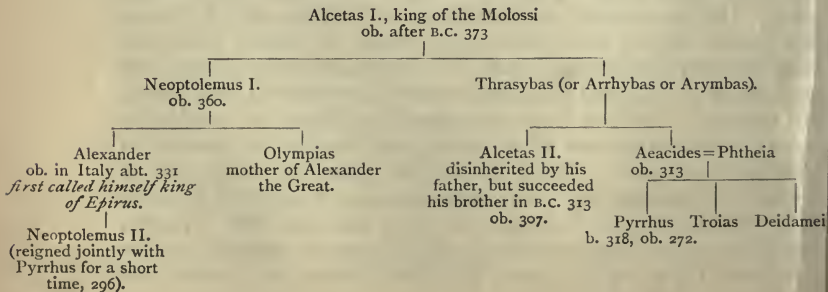 Alcetas I., king of the Molossi
ob. after B.C. 373
Neoptolemus I.
ob. 360.
Thrasybas (or Arrhybas or Arymbas).
Alexander
ob. in Italy abt. 331
first called himself king
of Epirus.
Neoptolemus II.
(reigned jointly with
Pyrrhus for a short
time, 296).
Olympias
mother of Alexander
the Great.
Alcetas II.
disinherited by his
father, but succeeded
his brother in B.C. 313
ob. 307.
Aeacides=Phtheia
ob. 313
Pyrrhus Troias Deidamei
b. 318, ob. 272.